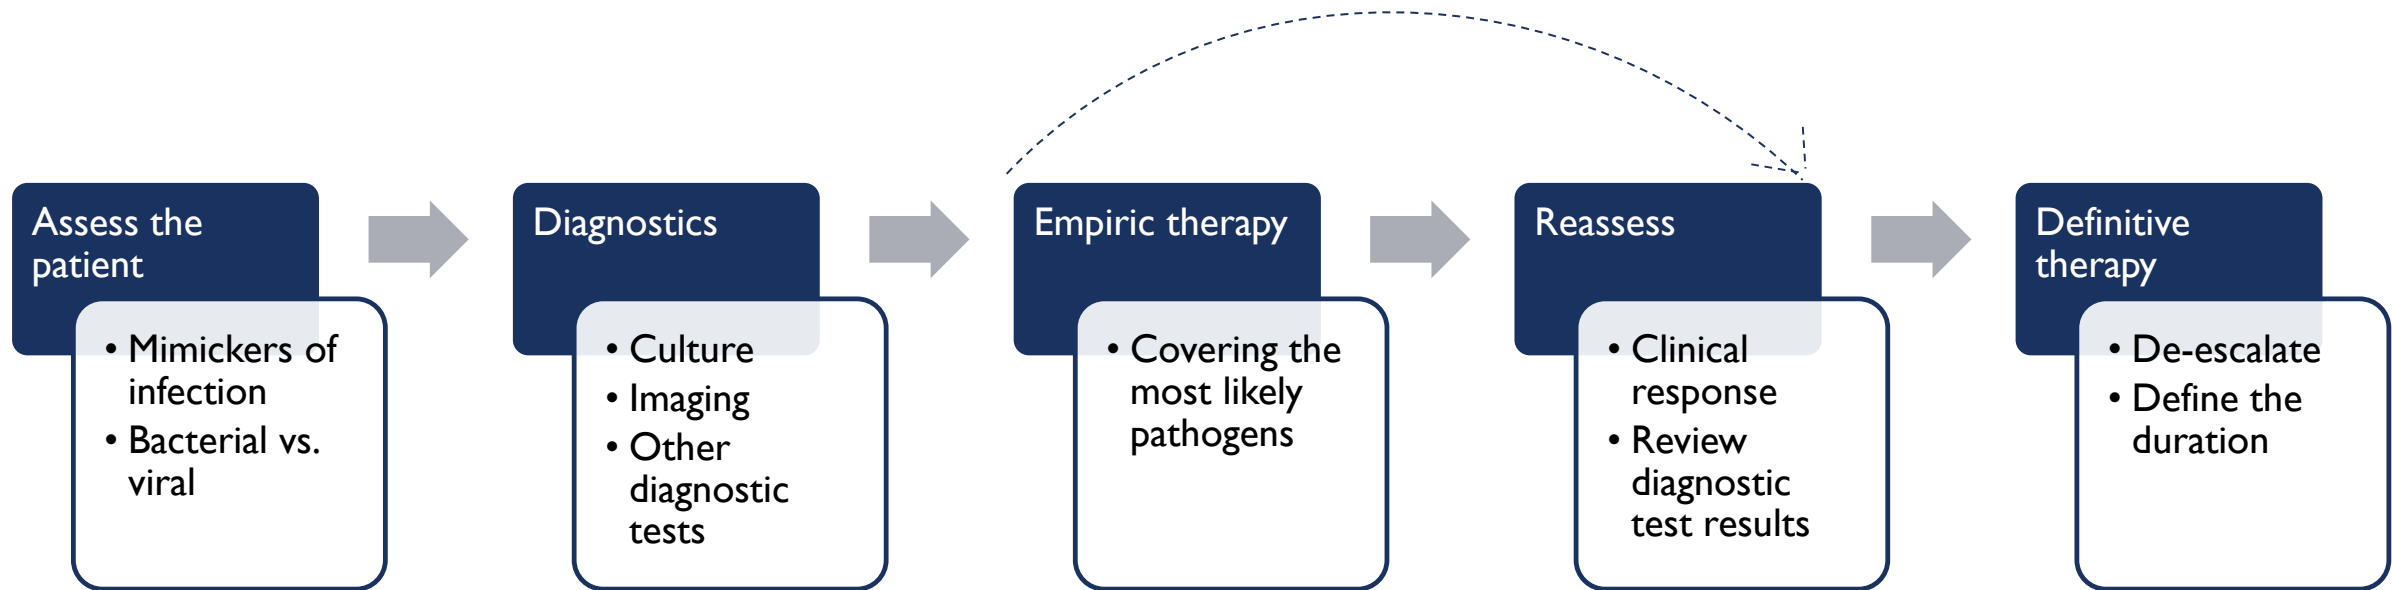 Assess the
patient
• Mimickers of
infection
• Bacterial vs.
viral
Diagnostics
• Culture
• Imaging
• Other
diagnostic
tests
Empiric therapy
• Covering the
most likely
pathogens
Reassess
• Clinical
response
• Review
diagnostic
test results
Definitive
therapy
• De-escalate
• Define the
duration